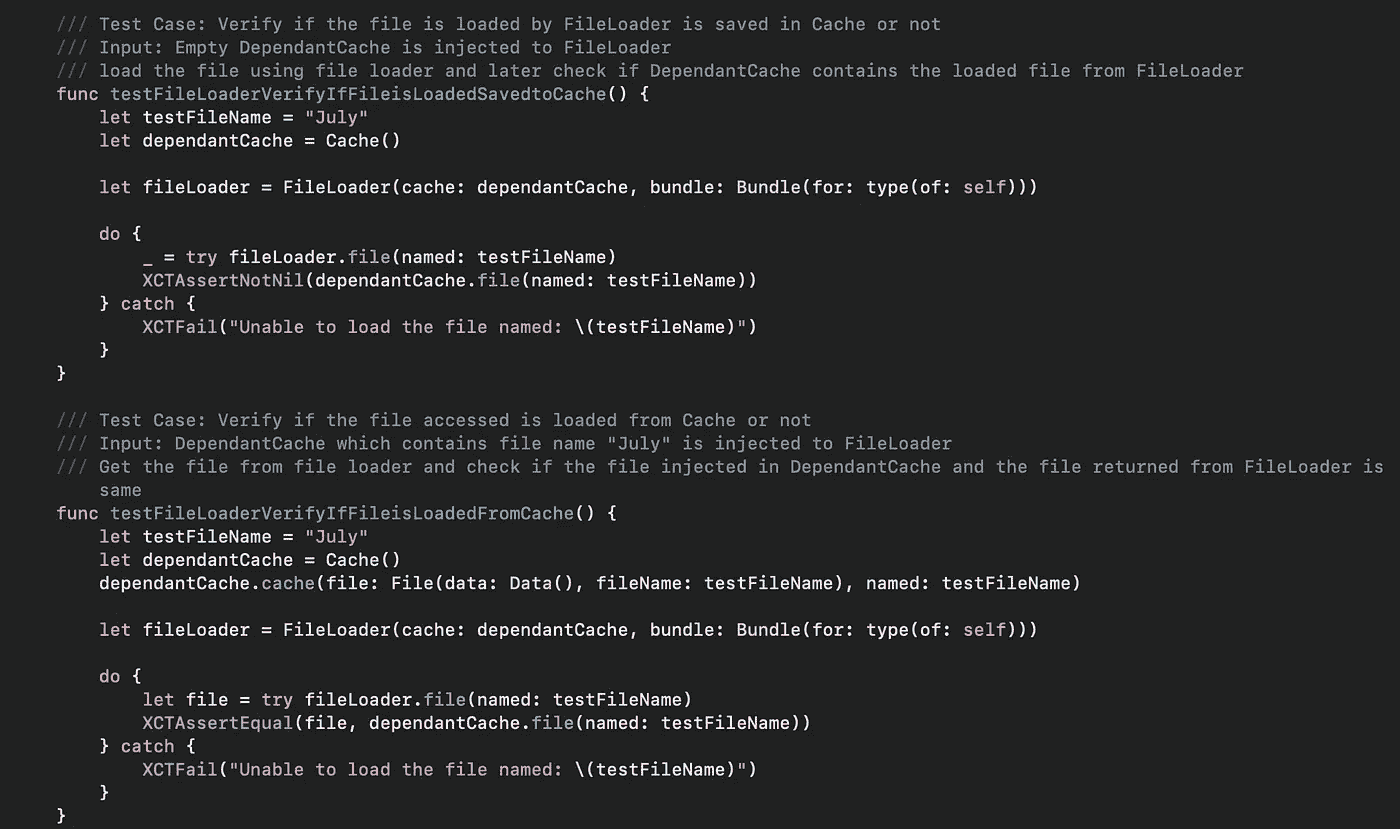 /// Test Case: Verify if the file is loaded by FileLoader is saved in Cache or not
/// Input: Empty DependantCache is injected to FileLoader
/// load the file using file loader and later check if DependantCache contains the loaded file from FileLoader
func testFileLoaderVerifyIfFileisLoadedSavedtoCache() {
let testFileName = "July"
let dependantCache = Cache()
let fileLoader = FileLoader(cache: dependantCache, bundle: Bundle(for: type(of: self)))
do {
_ = try fileLoader.file(named: testFileName)
XCTAssertNotNil(dependantCache.file(named: testFileName))
} catch {
XCTFail("Unable to load the file named: \(testFileName)")
}
}
/// Test Case: Verify if the file accessed is loaded from Cache or not
/// Input: DependantCache which contains file name "July" is injected to FileLoader
/// Get the file from file loader and check if the file injected in DependantCache and the file returned from FileLoader is
same
func testFileLoaderVerifyIfFileisLoadedFromCache() {
let testFileName = "July"
let dependantCache = Cache()
dependantCache.cache(file: File(data: Data(), fileName: testFileName), named: testFileName)
let fileLoader = FileLoader(cache: dependantCache, bundle: Bundle(for: type(of: self)))
do {
let file = try fileLoader.file(named: testFileName)
XCTAssertEqual(file, dependantCache.file(named: testFileName))
} catch {
XCTFail("Unable to load the file named: \(testFileName)")
}
}